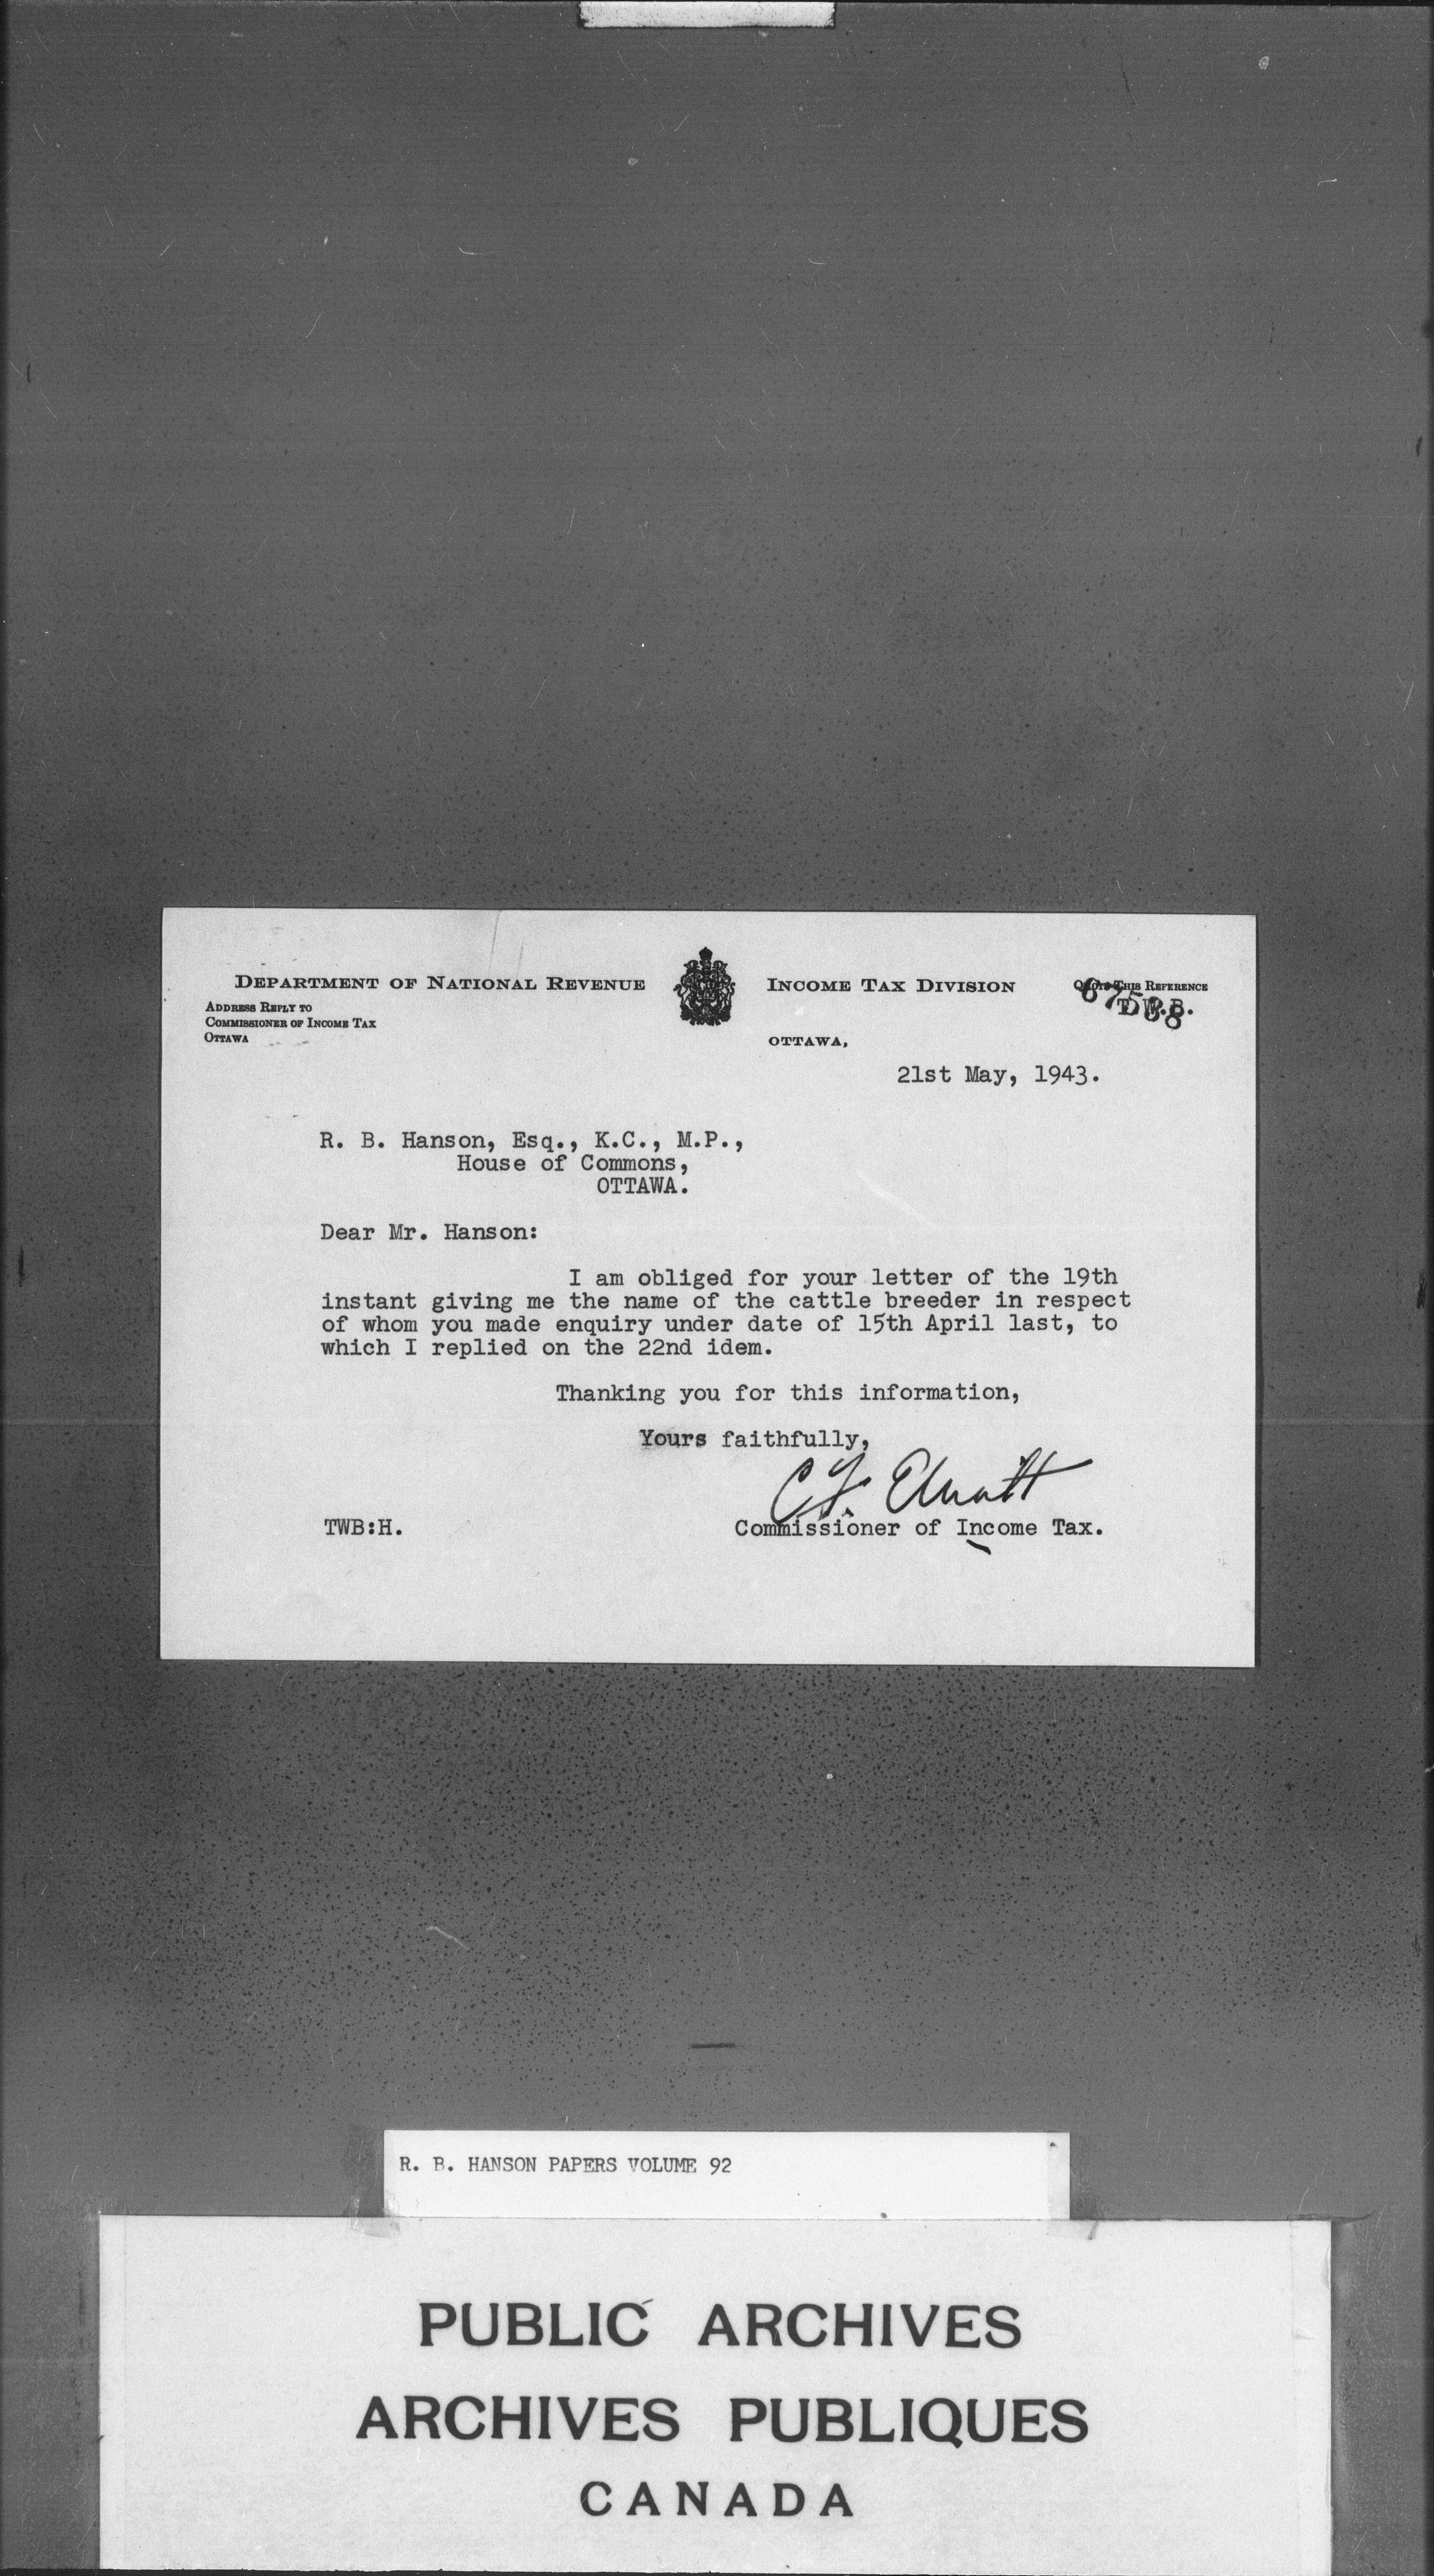 DEPARTMENT OF NATIONAL REVENUE
INCOME TAX DIVISION
QUOTE THIS REFERENCE
T.W.B.
ADDRESS REPLY TO
COMMISSIONER OF INCOME TAX
OTTAWA
OTTAWA,
21st May, 1943.
R. B. Hanson, Esq., K.C., M.P.,
House of Commons,
OTTAWA.
Dear Mr. Hanson:
I am obliged for your letter of the 19th
instant giving me the name of the cattle breeder in respect
of whom you made enquiry under date of 15th April last, to
which I replied on the 22nd idem.
Thanking you for this information,
Yours faithfully,
Commissioner of Income Tax.
TWB:H.
R. B. HANSON PAPERS VOLUME 92
PUBLIC ARCHIVES
ARCHIVES PUBLIQUES
CANADA